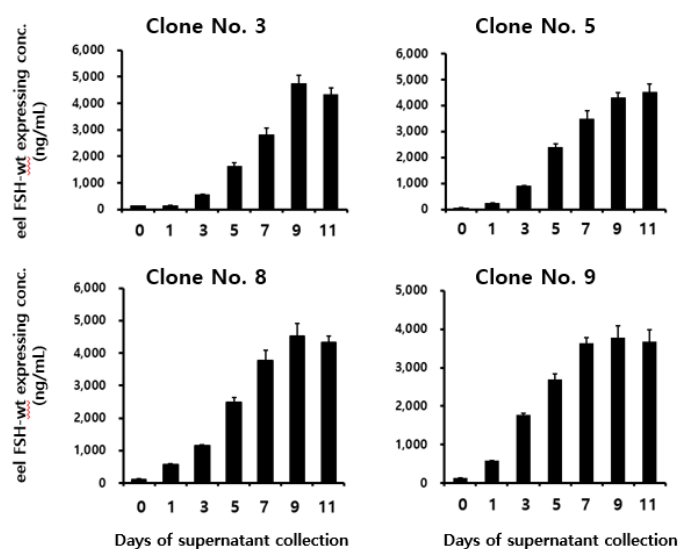 Clone No. 3
eel FSH-wt expressing conc.
(ng/mL)
6,000
5,000
4,000
3,000
2,000
1,000
0
0 1 3 5 7 9 11
Clone No. 5
6,000
5,000
4,000
3,000
2,000
1,000
0
0 1 3 5 7 9 11
Clone No. 8
eel FSH-wt expressing conc.
(ng/mL)
6,000
5,000
4,000
3,000
2,000
1,000
0
0 1 3 5 7 9 11
Days of supernatant collection
Clone No. 9
5,000
4,000
3,000
2,000
1,000
0
0 1 3 5 7 9 11
Days of supernatant collection